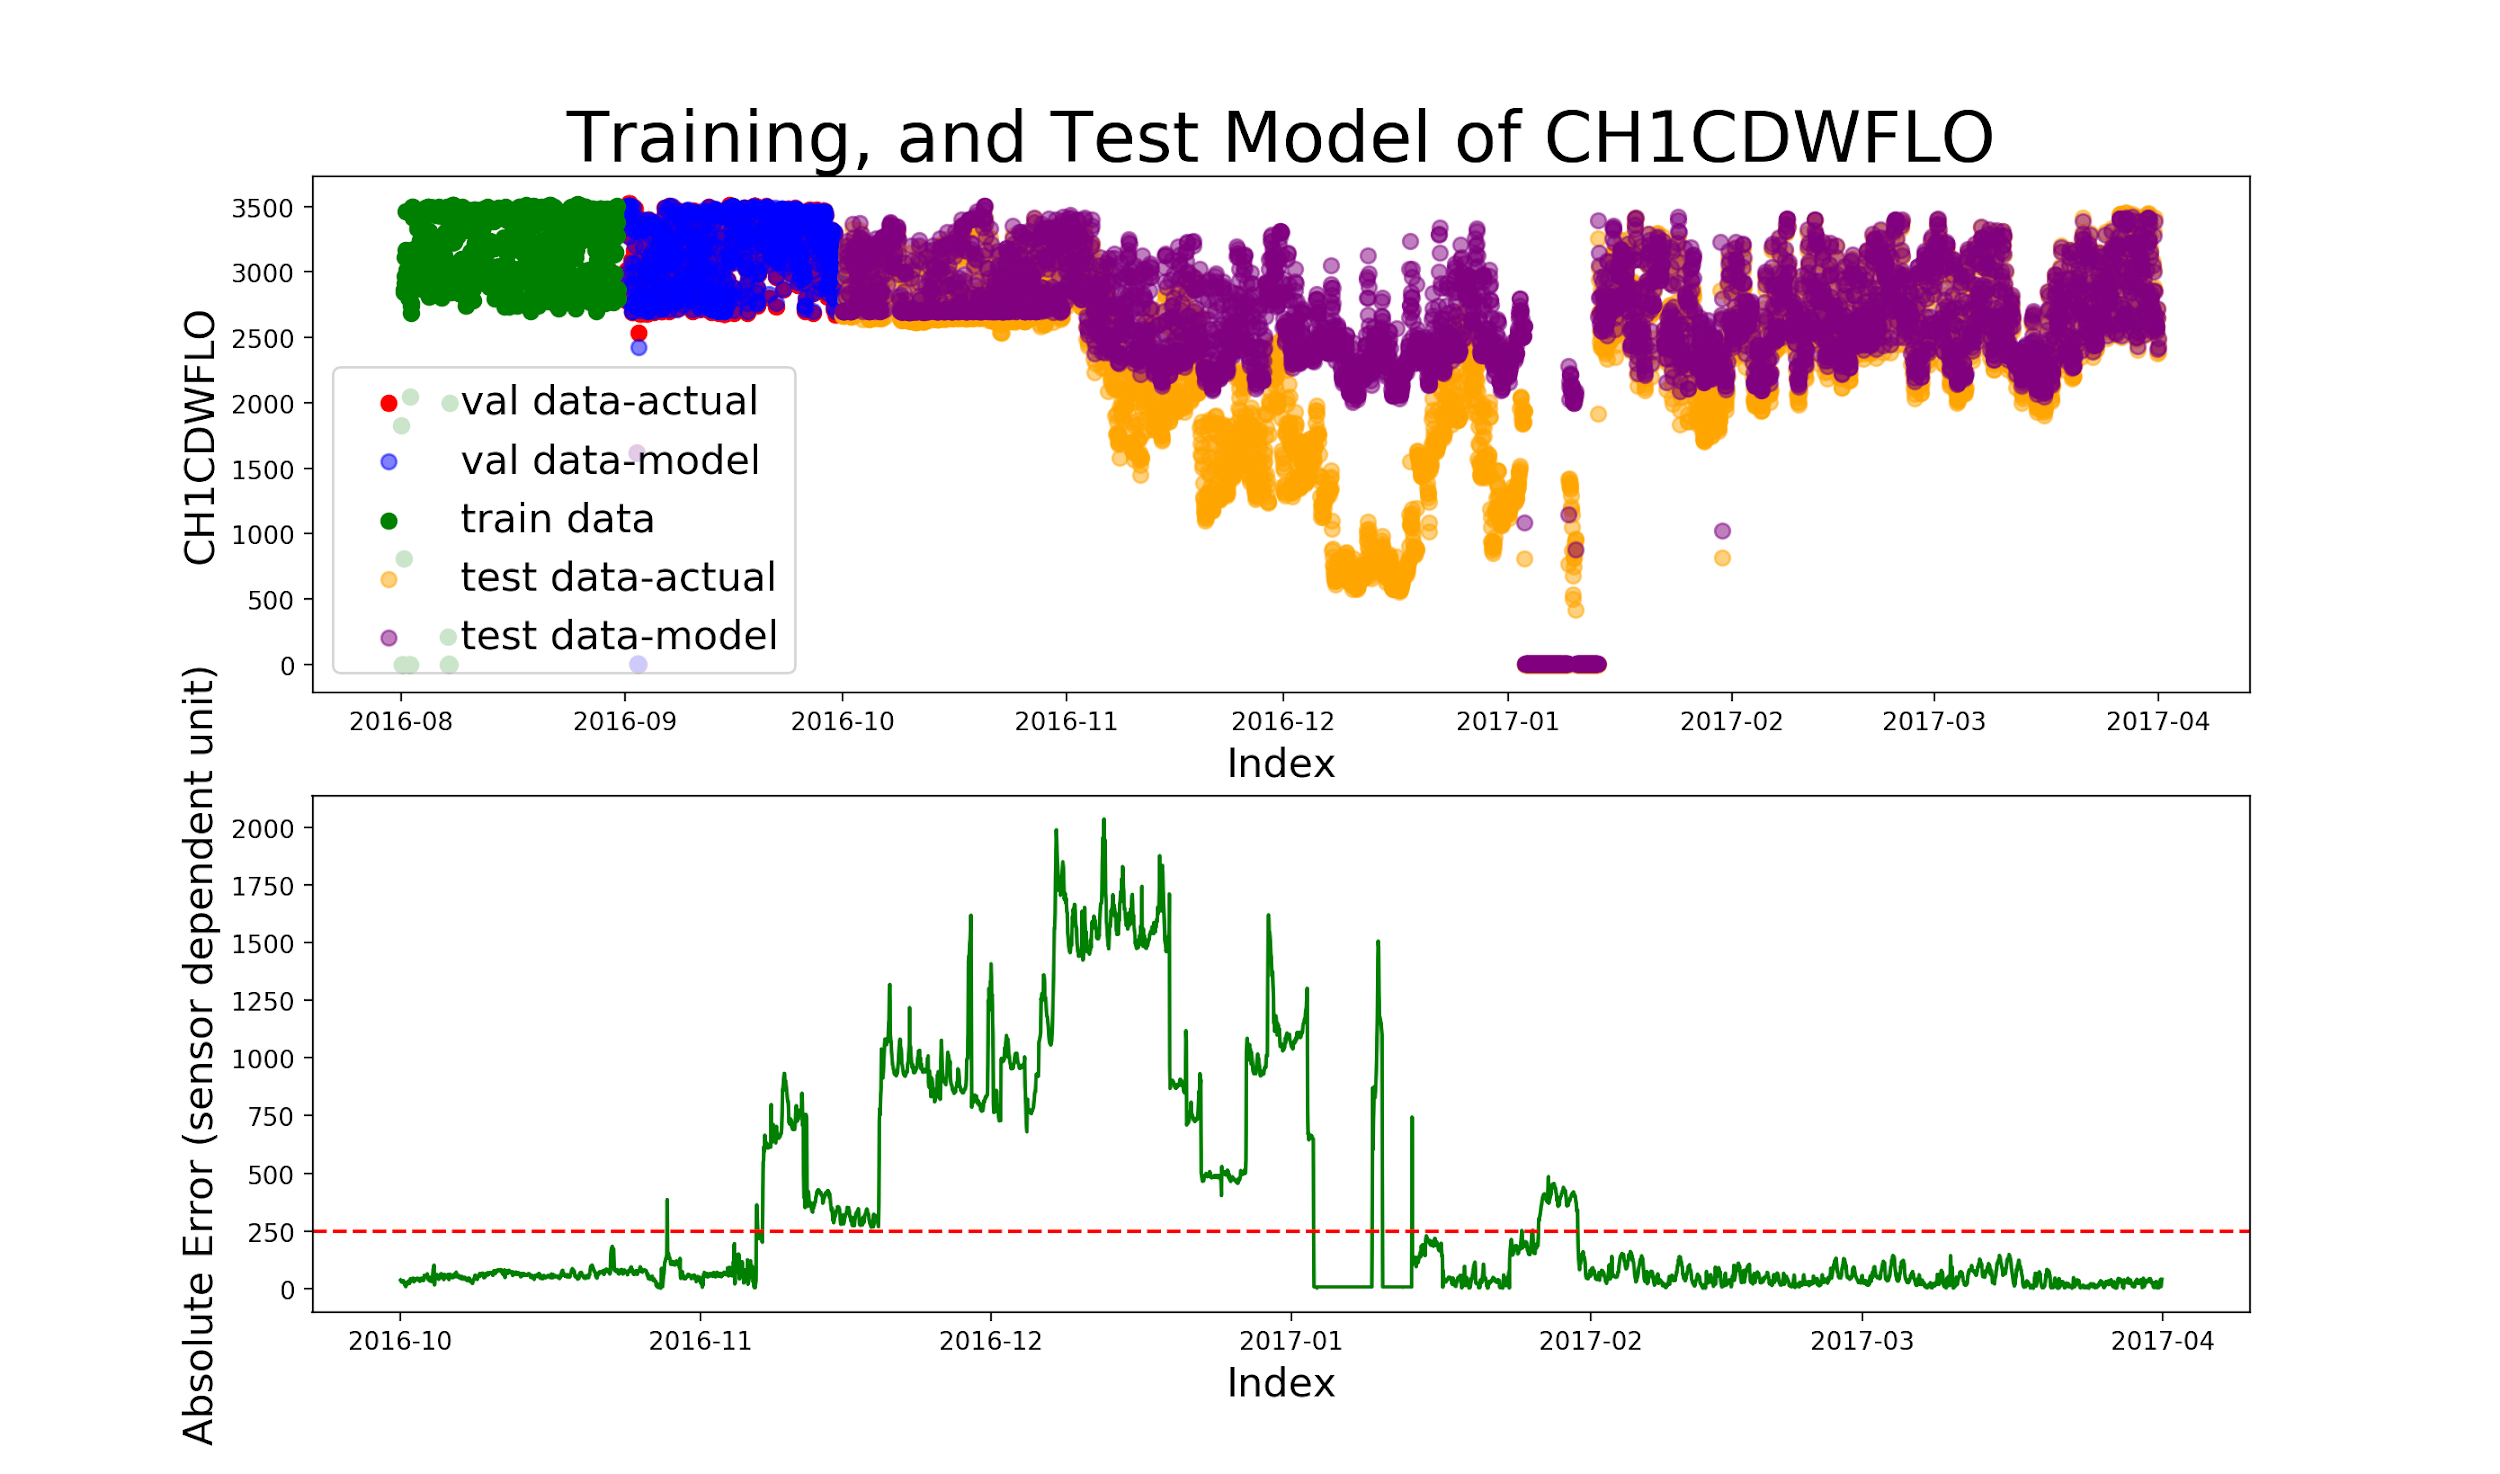 Training, and Test Model of CH1CDWFLO
CH1CDWFLO
3500
3000
2500
2000
1500
1000
500
0
val data-actual
val data-model
train data
test data-actual
test data-model
2016-08 2016-09 2016-10 2016-11 2016-12 2017-01 2017-02 2017-03 2017-04
Index
Absolute Error (sensor dependent unit)
2000
1750
1500
1250
1000
750
500
250
0
2016-10 2016-11 2016-12 2017-01 2017-02 2017-03 2017-04
Index